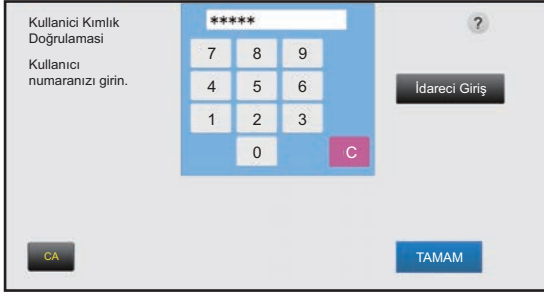 Kullanici Kımlık
Doğrulamasi
Kullanıcı
numaranızı girin.
*****
?
7 8 9
4 5 6
İdareci Giriş
1 2 3
0 C
CA
TAMAM